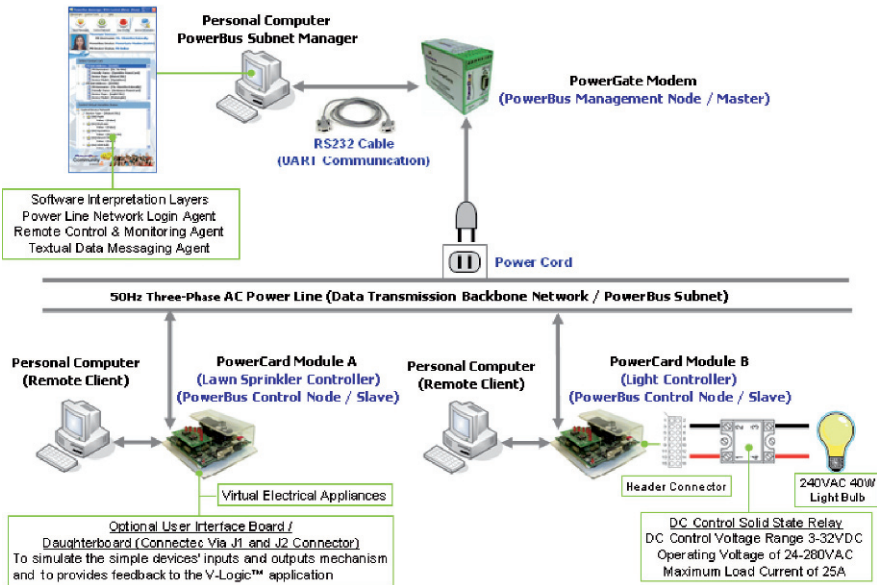 Personal Computer
PowerBus Subnet Manager
PowerGate Modem
(PowerBus Management Node / Master)
RS232 Cable
(UART Communication)
Software Interpretation Layers
Power Line Network Login Agent
Remote Control & Monitoring Agent
Textual Data Messaging Agent
Power Cord
50Hz Three-Phase AC Power Line (Data Transmission Backbone Network / PowerBus Subnet)
Personal Computer
(Remote Client)
PowerCard Module A
(Lawn Sprinkler Controller)
(PowerBus Control Node / Slave)
Personal Computer
(Remote Client)
PowerCard Module B
(Light Controller)
(PowerBus Control Node / Slave)
Virtual Electrical Appliances
Header Connector
2
3
1
4
240VAC 40W
Light Bulb
Optional User Interface Board /
Daughterboard (Connectec Via J1 and J2 Connector)
To simulate the simple devices' inputs and outputs mechanism
and to provides feedback to the V-Logic™ application
DC Control Solid State Relay
DC Control Voltage Range 3-32VDC
Operating Voltage of 24-280VAC
Maximum Load Current of 25A